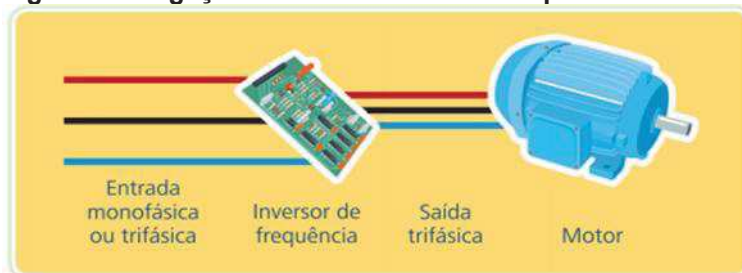 Entrada
monofásica
ou trifásica
Inversor de
frequência
Saída
trifásica
Motor